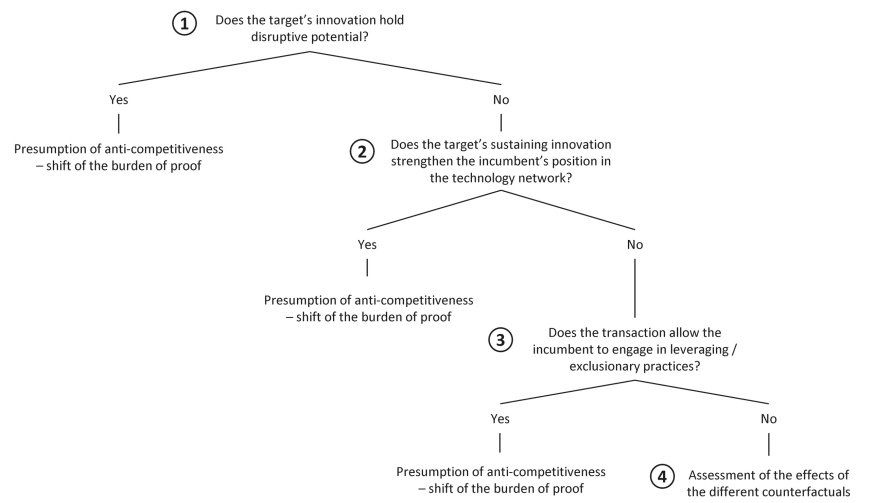 1
Does the target's innovation hold
disruptive potential?
Yes
No
Presumption of anti-competitiveness
– shift of the burden of proof
2
Does the target's sustaining innovation
strengthen the incumbent's position in
the technology network?
Yes
No
Presumption of anti-competitiveness
– shift of the burden of proof
3
Does the transaction allow the
incumbent to engage in leveraging /
exclusionary practices?
Yes
No
Presumption of anti-competitiveness
– shift of the burden of proof
4
Assessment of the effects of
the different counterfactuals